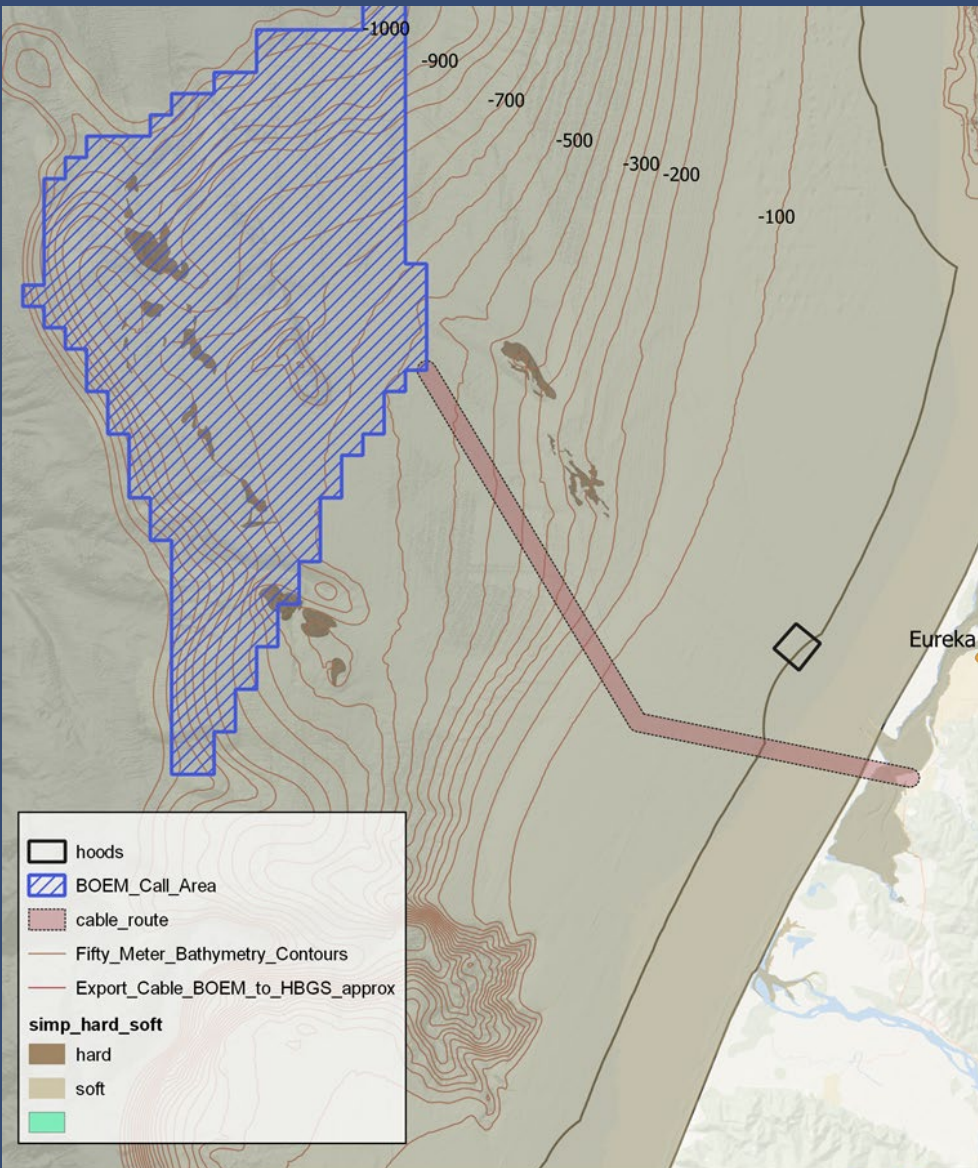 -1000
-900
-700
-500
-300
-200
-100
Eureka
hoods
BOEM_Call_Area
cable_route
Fifty_Meter_Bathymetry_Contours
Export_Cable_BOEM_to_HBGS_approx
simp_hard_soft
hard
soft